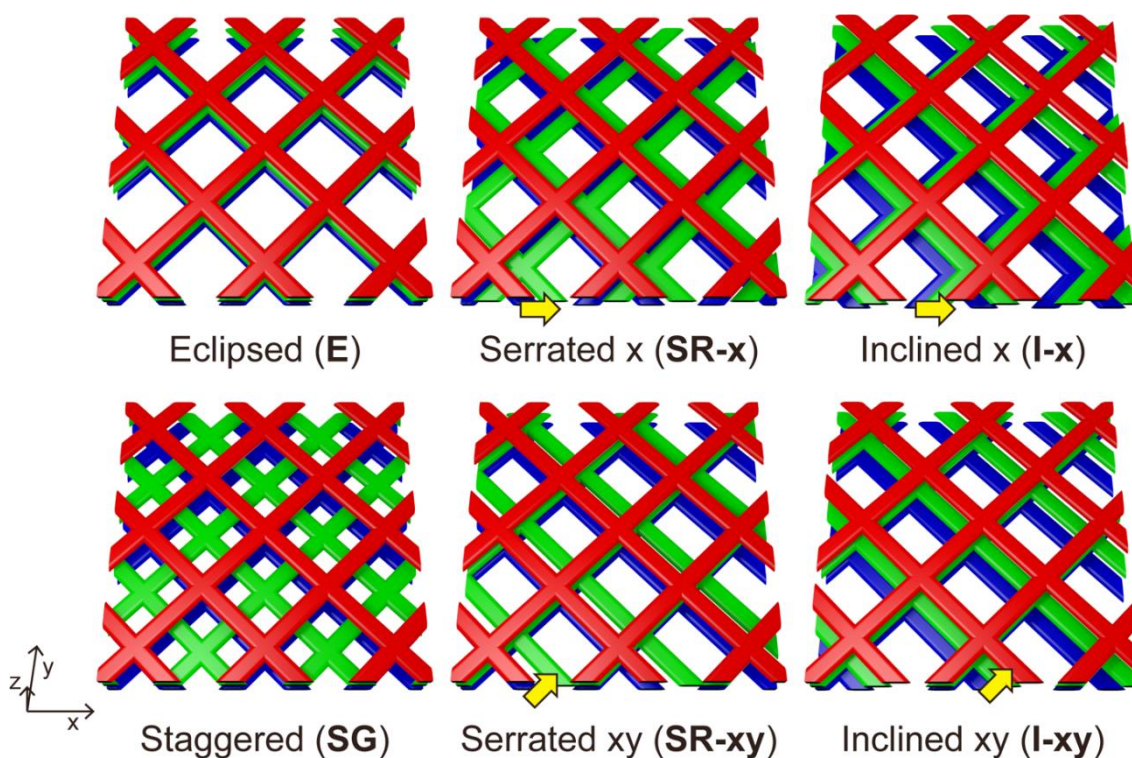 Eclipsed (E)
Serrated x (SR-x)
Inclined x (I-x)
z
y
x
Staggered (SG)
Serrated xy (SR-xy)
Inclined xy (I-xy)